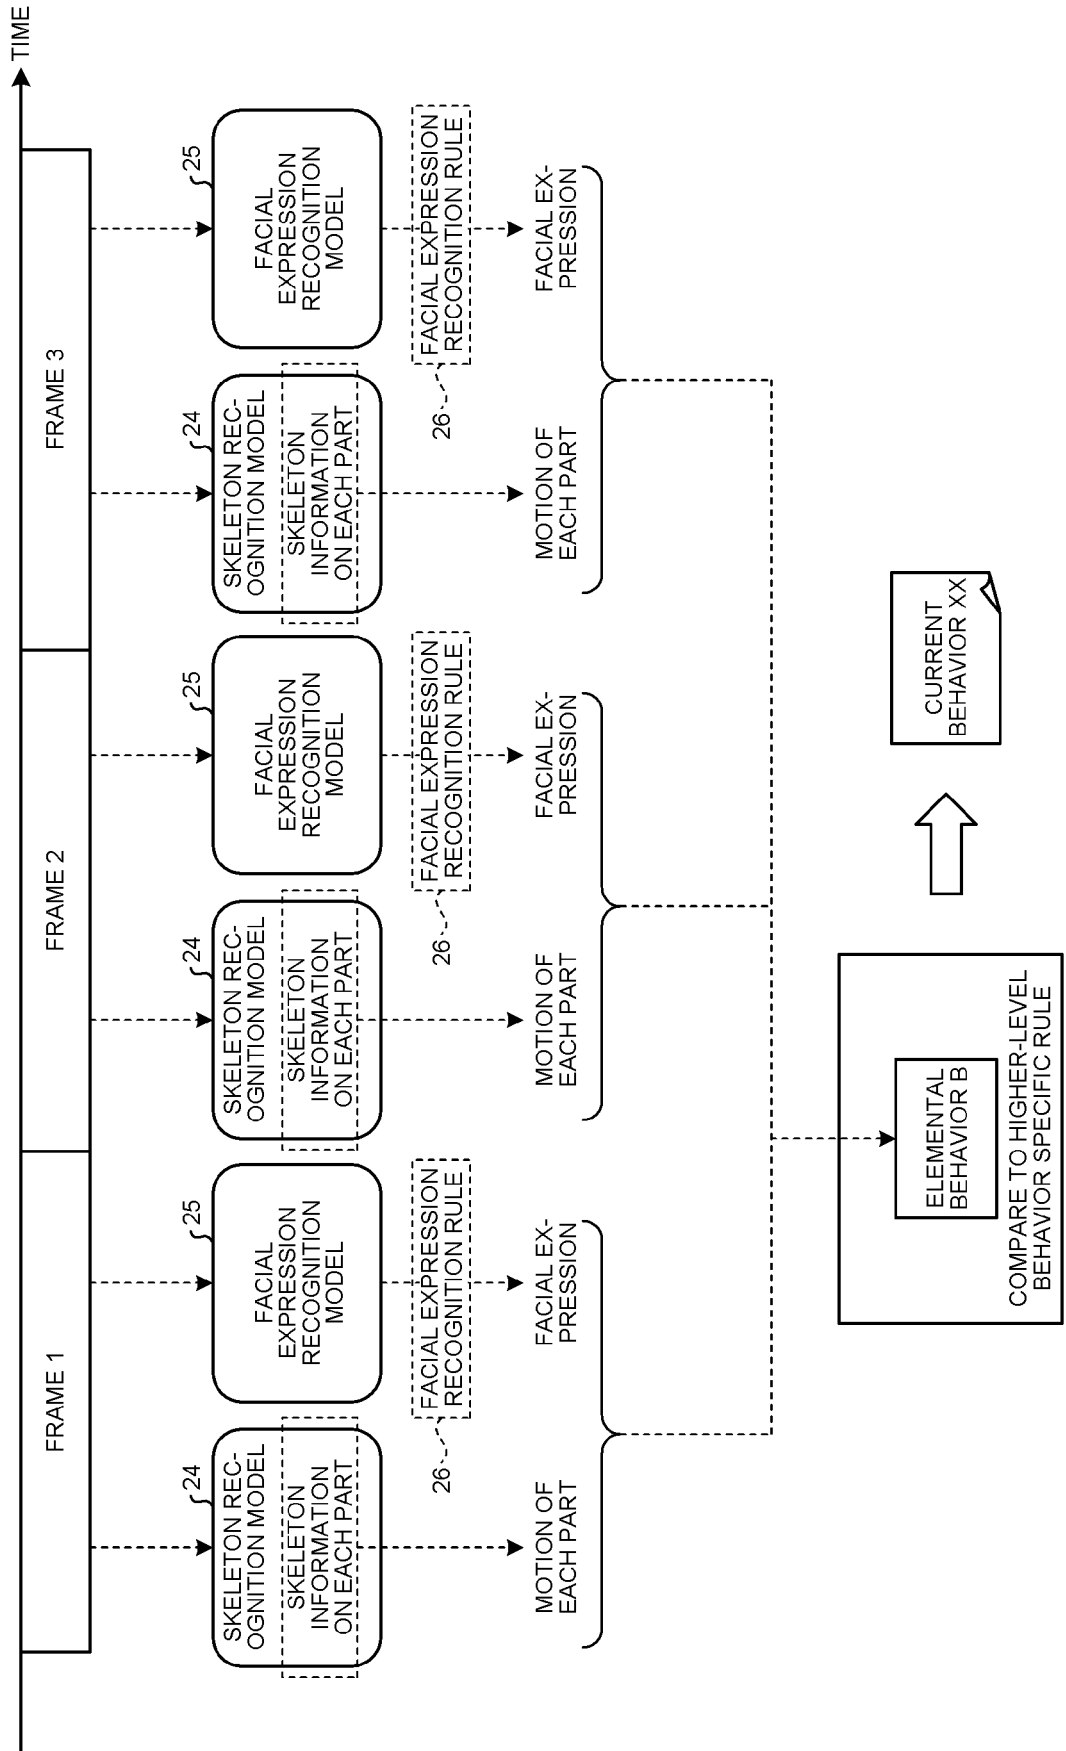 TIME
FRAME 1
FRAME 2
FRAME 3
24
SKELETON REC-
OGNITION MODEL
SKELETON
INFORMATION
ON EACH PART
25
FACIAL
EXPRESSION
RECOGNITION
MODEL
24
SKELETON REC-
OGNITION MODEL
SKELETON
INFORMATION
ON EACH PART
25
FACIAL
EXPRESSION
RECOGNITION
MODEL
24
SKELETON REC-
OGNITION MODEL
SKELETON
INFORMATION
ON EACH PART
25
FACIAL
EXPRESSION
RECOGNITION
MODEL
26
FACIAL EXPRESSION
RECOGNITION RULE
26
FACIAL EXPRESSION
RECOGNITION RULE
26
FACIAL EXPRESSION
RECOGNITION RULE
MOTION OF
EACH PART
FACIAL EX-
PRESSION
MOTION OF
EACH PART
FACIAL EX-
PRESSION
MOTION OF
EACH PART
FACIAL EX-
PRESSION
ELEMENTAL
BEHAVIOR B
COMPARE TO HIGHER-LEVEL
BEHAVIOR SPECIFIC RULE
CURRENT
BEHAVIOR XX